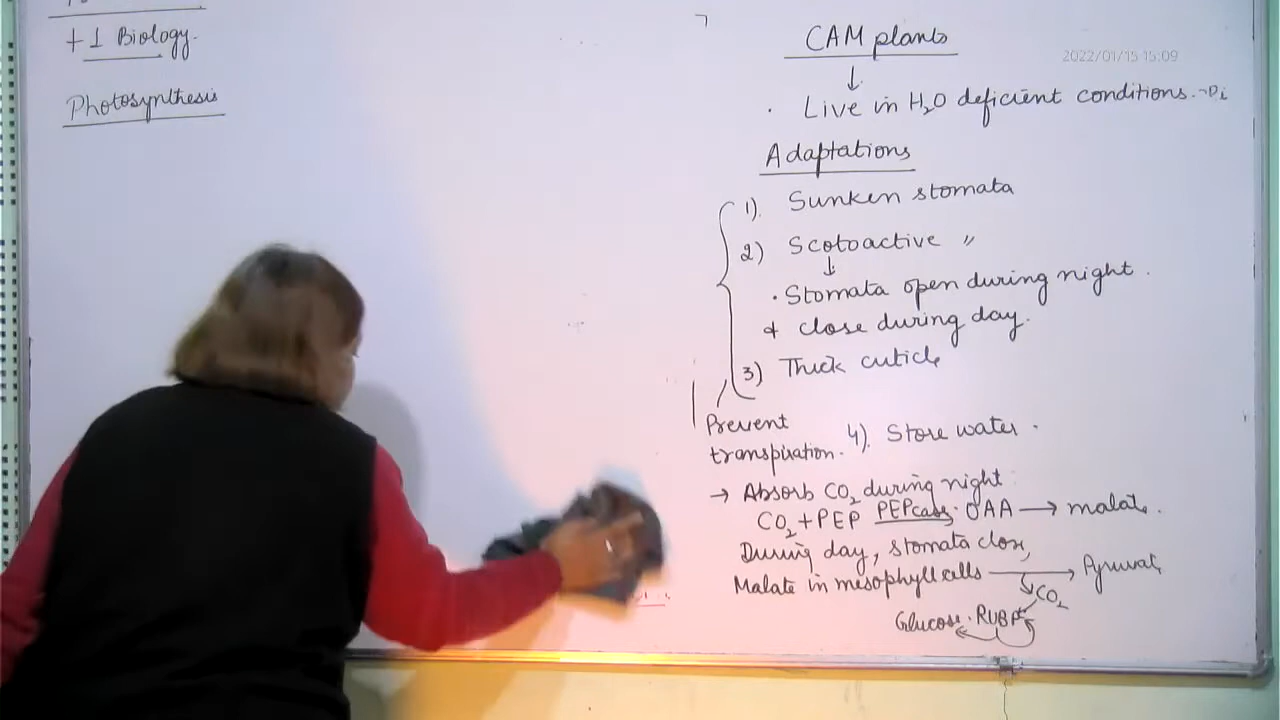 +1 Biology.
Photosynthesis
CAM plants
2022/01/15 15:09
↓
· Live in H₂O deficient conditions.
Adaptations
1). Sunken stomata
2) Scotoactive "
↓
· Stomata open during night.
& close during day.
3) Thick cuticle
Prevent
transpiration.
4). Store water.
→ Absorb CO₂ during night
CO₂ + PEP PEPcase OAA → malate.
During day, stomata close,
Malate in mesophyll cells → Pyruvate
CO₂
Glucose. RUBP